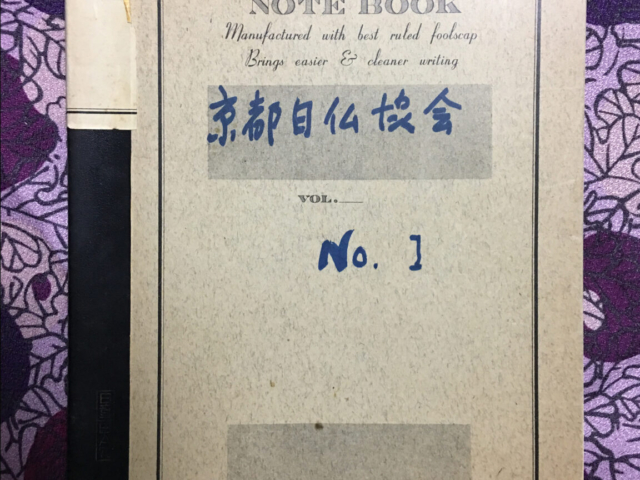 NOTE BOOK
Manufactured with best ruled foolscap
Brings easier & cleaner writing
京都日仏協会
VOL.
No. 1